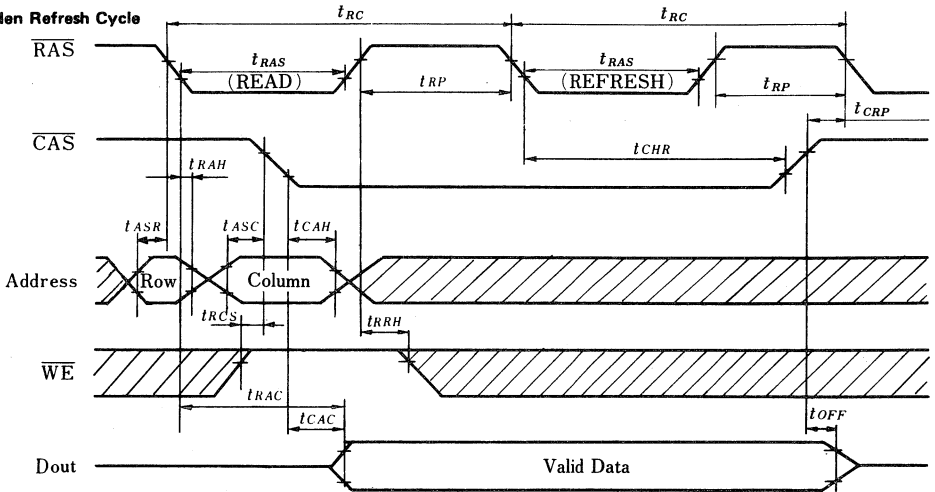 den Refresh Cycle
tRC tRC
RAS
tRAS
(READ)
tRP
tRAS
(REFRESH)
tRP
tCRP
CAS
tRAH
tCHR
tASR tASC tCAH
Address
Row
Column
tRCS
tRRH
WE
tRAC
tCAC
tOFF
Dout
Valid Data